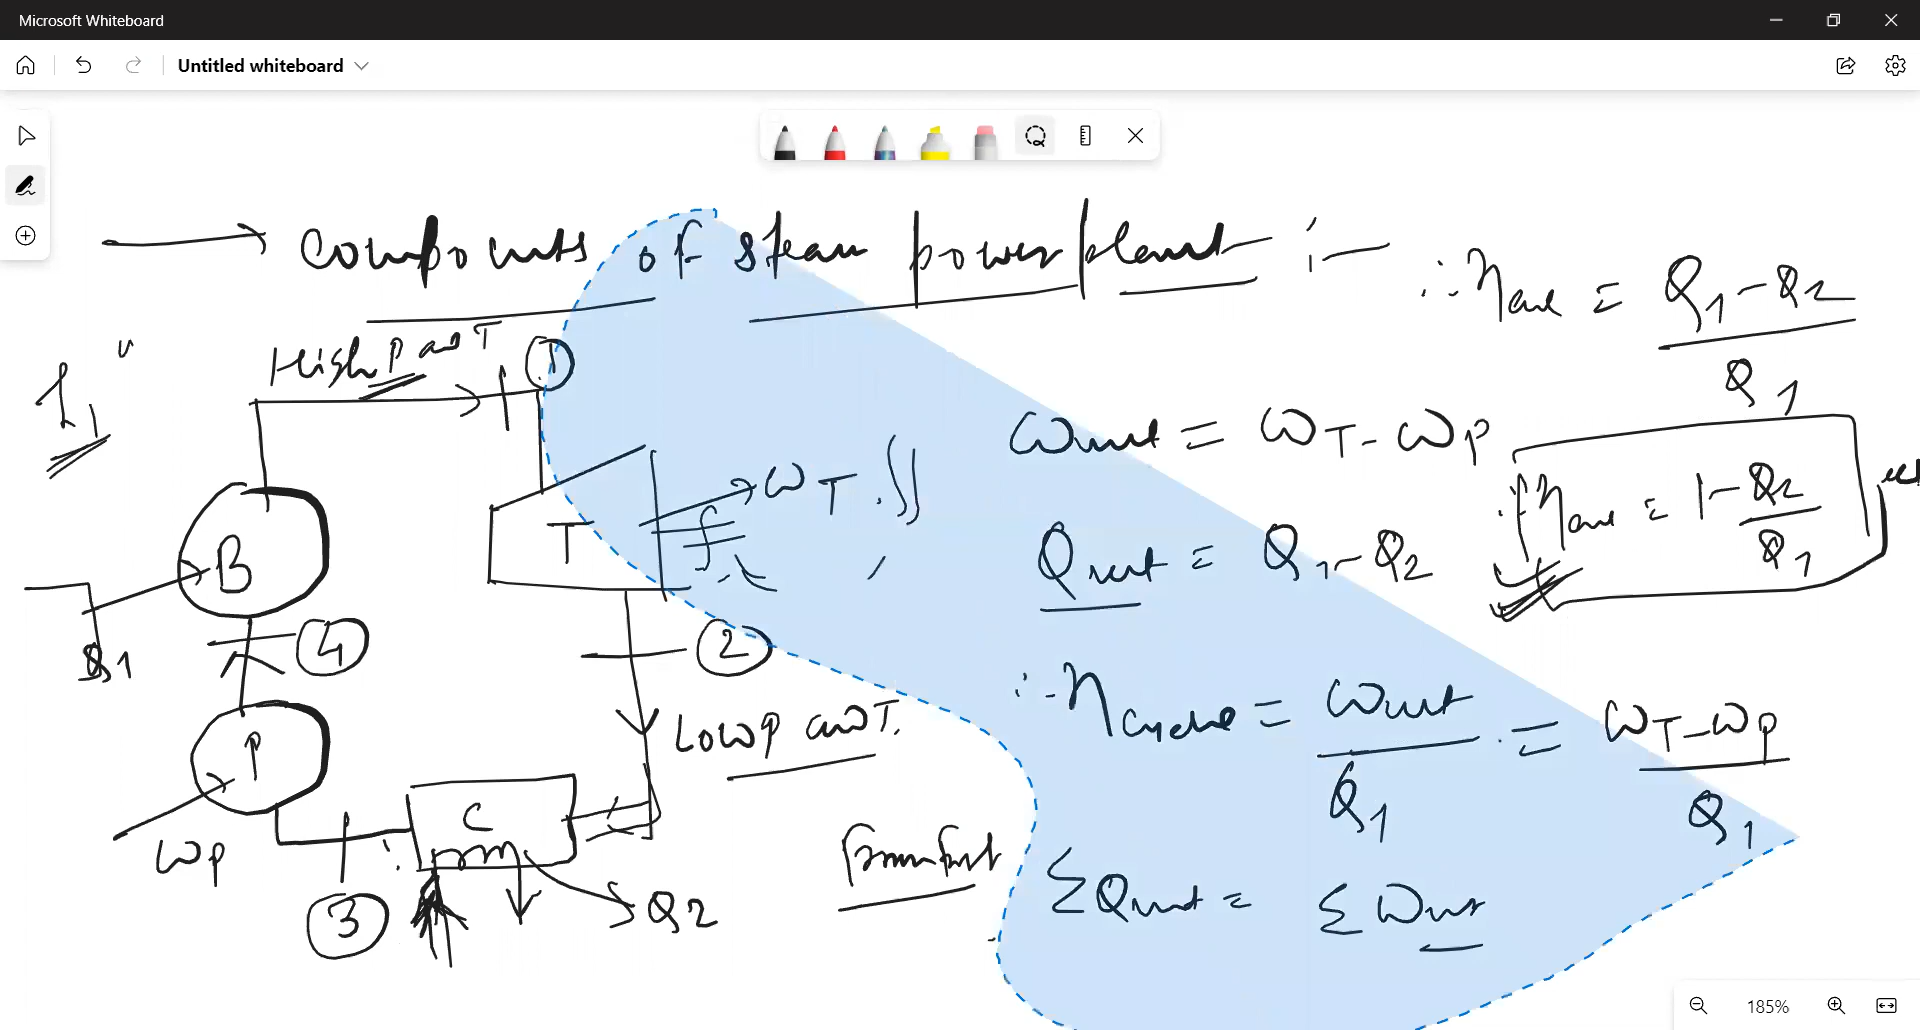 Microsoft Whiteboard
Untitled whiteboard
→ components of steam power plant :-
High P and T
1
B
Q1
4
P
WP
3
C
Q2
T
WT
2
Low P and T.
Wnet = WT - WP
Qnet = Q1 - Q2
∴ η cycle = Wnet / Q1 = WT - WP / Q1
ΣQnet = ΣWnet
∴ η = Q1 - Q2 / Q1
∴ η = 1 - Q2 / Q1
185%